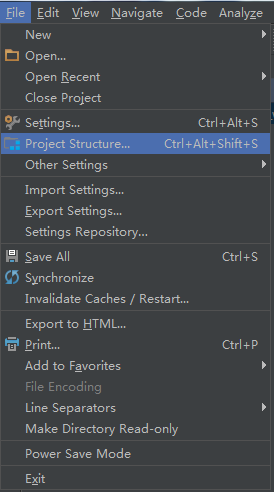 File Edit View Navigate Code Analyze
New
Open...
Open Recent
Close Project
Settings... Ctrl+Alt+S
Project Structure... Ctrl+Alt+Shift+S
Other Settings
Import Settings...
Export Settings...
Settings Repository...
Save All Ctrl+S
Synchronize
Invalidate Caches / Restart...
Export to HTML...
Print... Ctrl+P
Add to Favorites
File Encoding
Line Separators
Make Directory Read-only
Power Save Mode
Exit